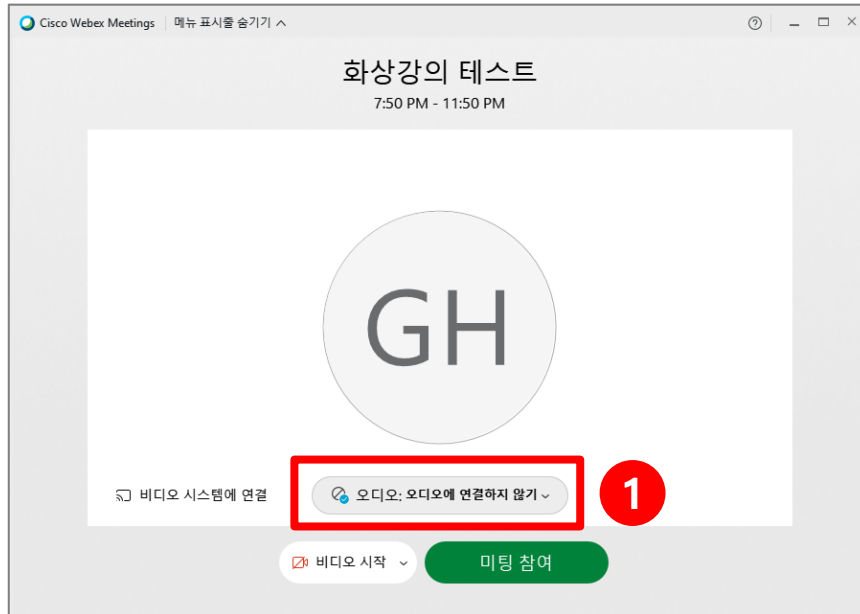 Cisco Webex Meetings 메뉴 표시줄 숨기기
화상강의 테스트
7:50 PM - 11:50 PM
GH
비디오 시스템에 연결
오디오: 오디오에 연결하지 않기
1
비디오 시작
미팅 참여